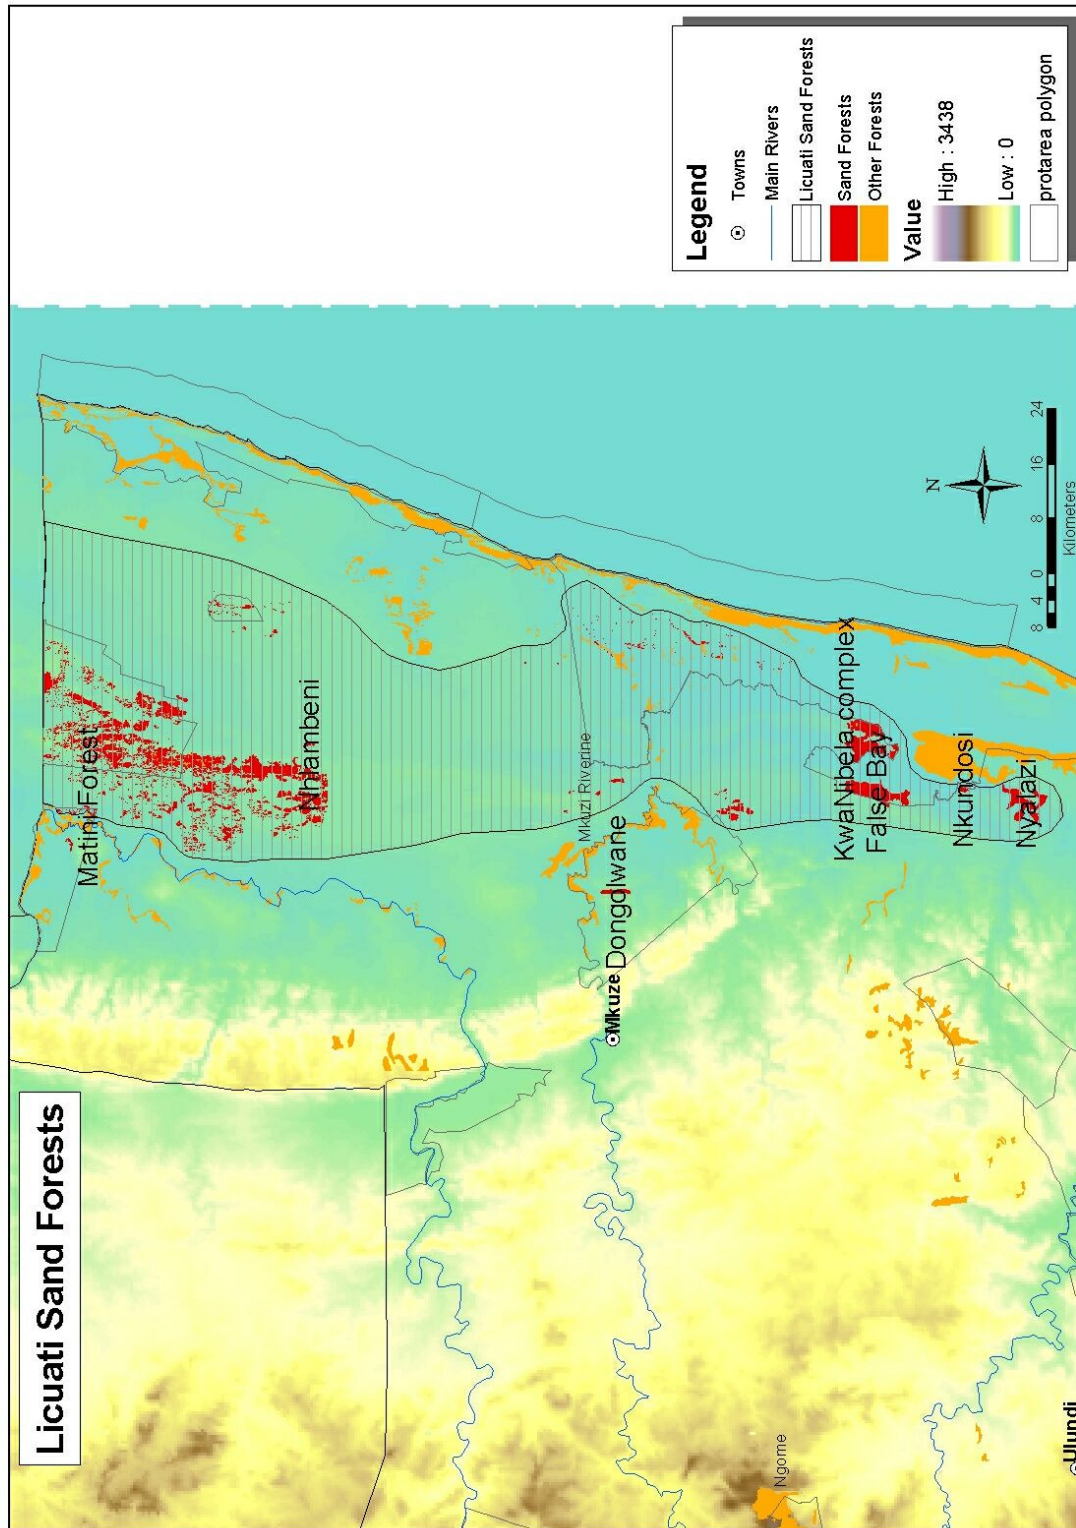 Licuati Sand Forests
Matini Forest
Nhlambeni
Mkuzi Riverine
Mkuze
Dongolwane
KwaNibela complex
False Bay
Nkundosi
Nyalazi
Ngome
Ulundi
N
8 4 0 8 16 24
Kilometers
Legend
Towns
Main Rivers
Licuati Sand Forests
Sand Forests
Other Forests
Value
High : 3438
Low : 0
protarea polygon